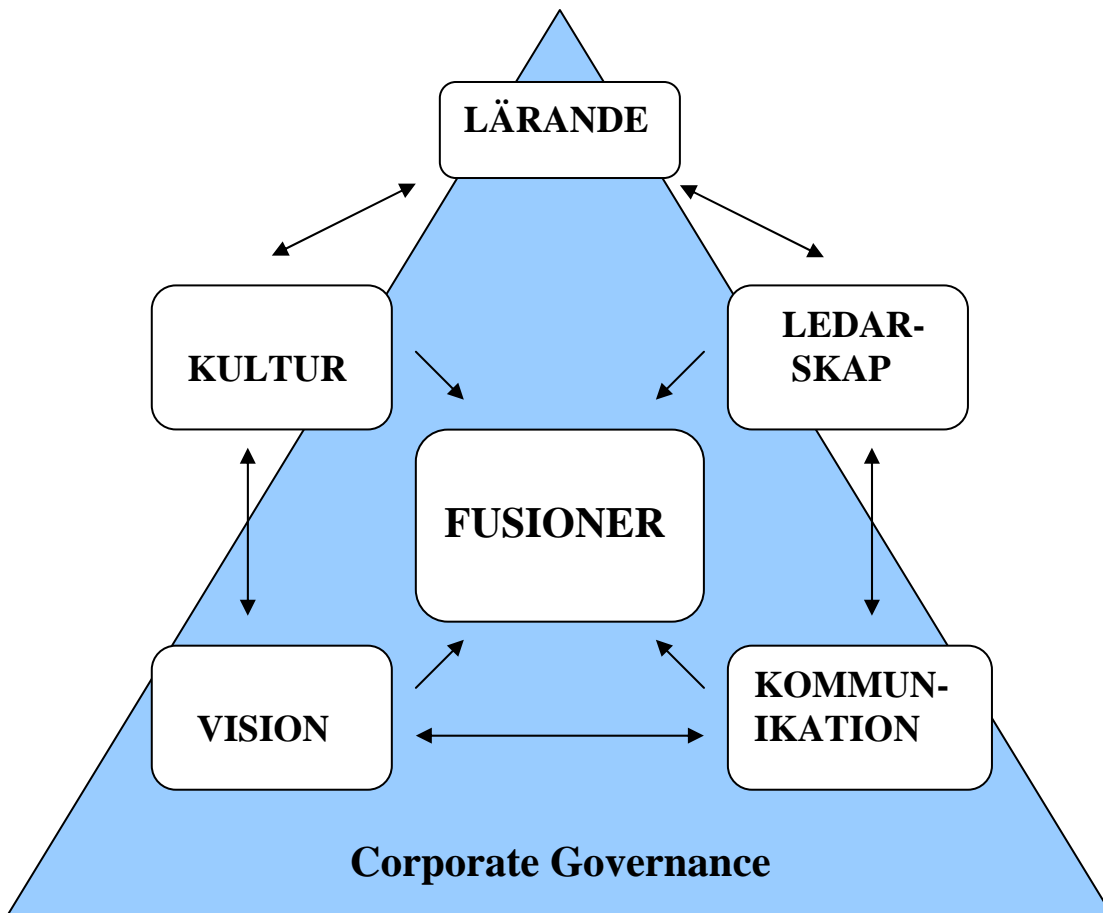 LÄRANDE
KULTUR
LEDAR-
SKAP
FUSIONER
VISION
KOMMUN-
IKATION
Corporate Governance